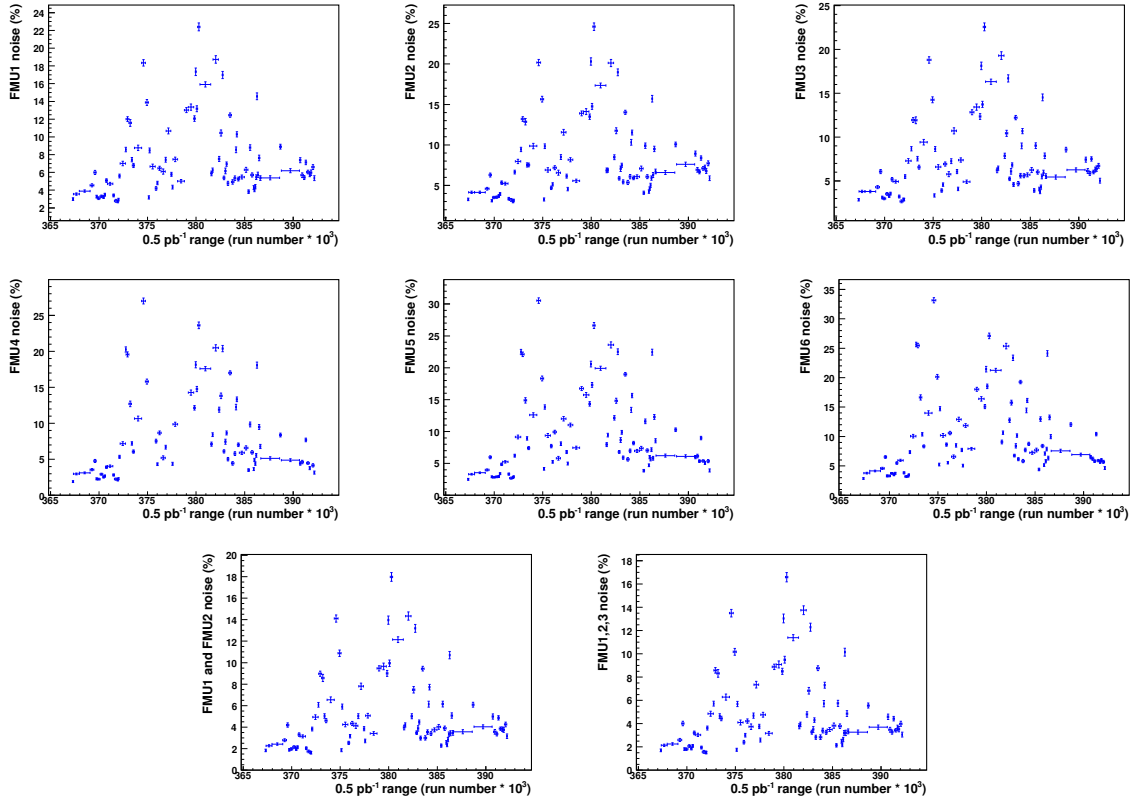 FMU1 noise (%)
24
22
20
18
16
14
12
10
8
6
4
2
365 370 375 380 385 390
0.5 pb⁻¹ range (run number * 10³)
FMU2 noise (%)
25
20
15
10
5
0
365 370 375 380 385 390
0.5 pb⁻¹ range (run number * 10³)
FMU3 noise (%)
25
20
15
10
5
0
365 370 375 380 385 390
0.5 pb⁻¹ range (run number * 10³)
FMU4 noise (%)
25
20
15
10
5
0
365 370 375 380 385 390
0.5 pb⁻¹ range (run number * 10³)
FMU5 noise (%)
30
25
20
15
10
5
0
365 370 375 380 385 390
0.5 pb⁻¹ range (run number * 10³)
FMU6 noise (%)
35
30
25
20
15
10
5
0
365 370 375 380 385 390
0.5 pb⁻¹ range (run number * 10³)
FMU1 and FMU2 noise (%)
20
18
16
14
12
10
8
6
4
2
0
365 370 375 380 385 390
0.5 pb⁻¹ range (run number * 10³)
FMU1,2,3 noise (%)
18
16
14
12
10
8
6
4
2
0
365 370 375 380 385 390
0.5 pb⁻¹ range (run number * 10³)